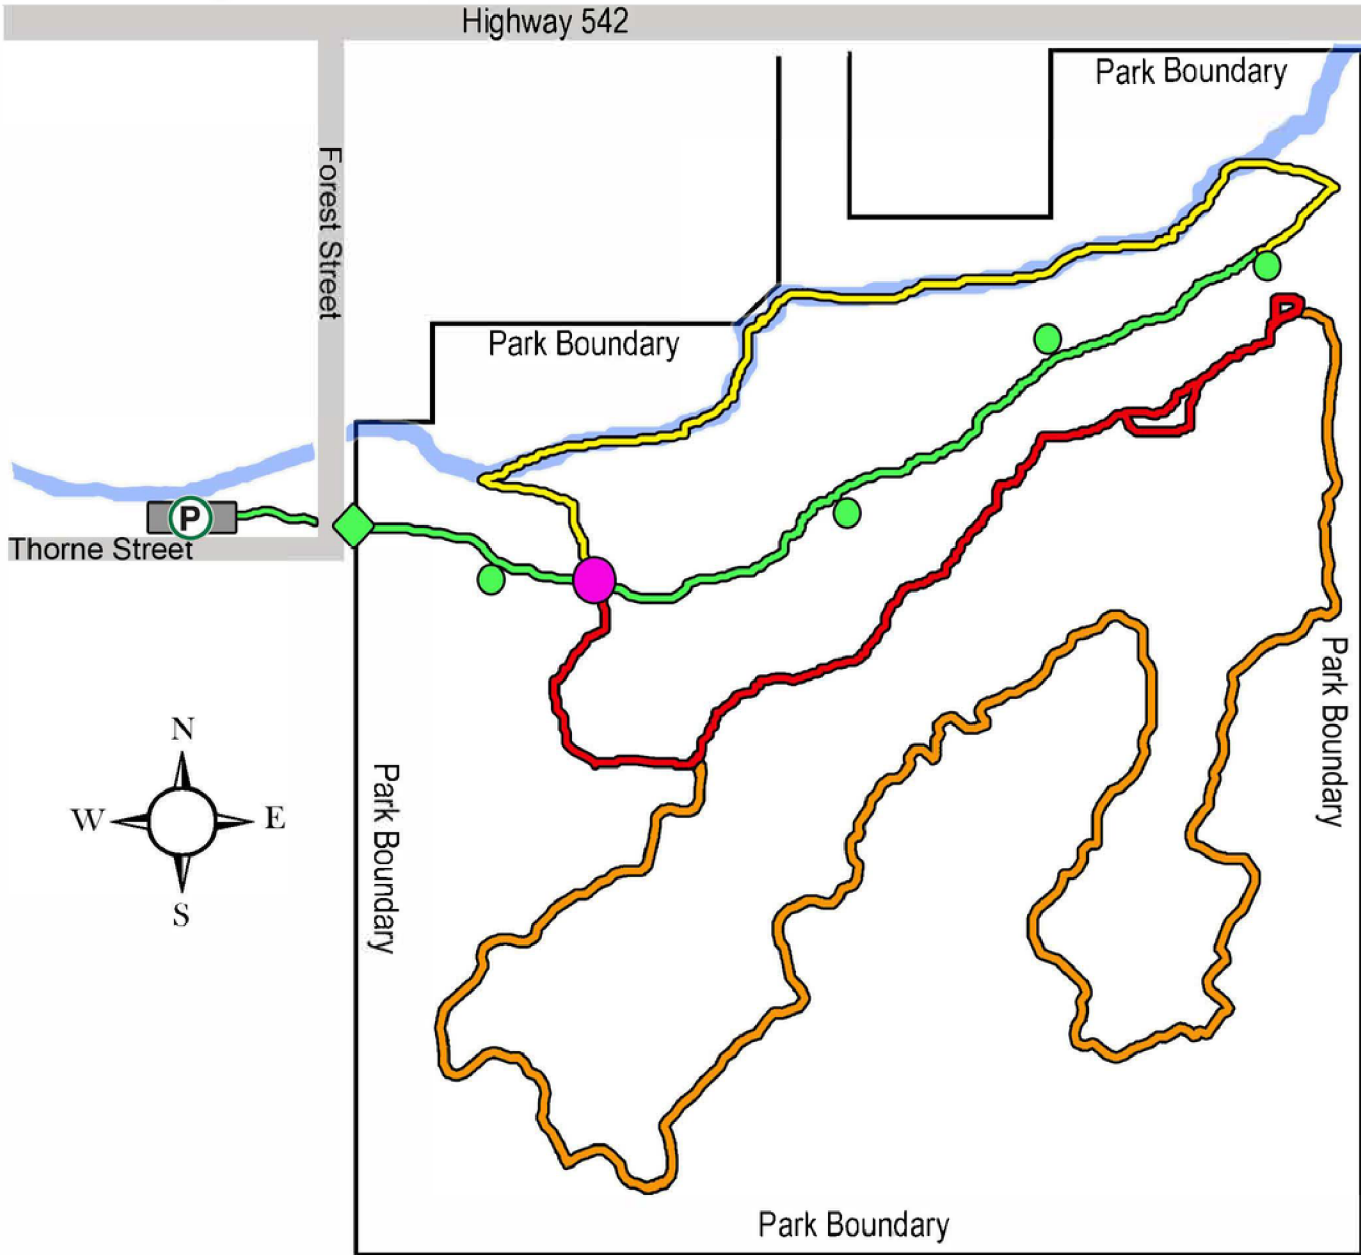 Highway 542
Park Boundary
Forest Street
Park Boundary
P
Thorne Street
Park Boundary
N
W
E
S
Park Boundary
Park Boundary